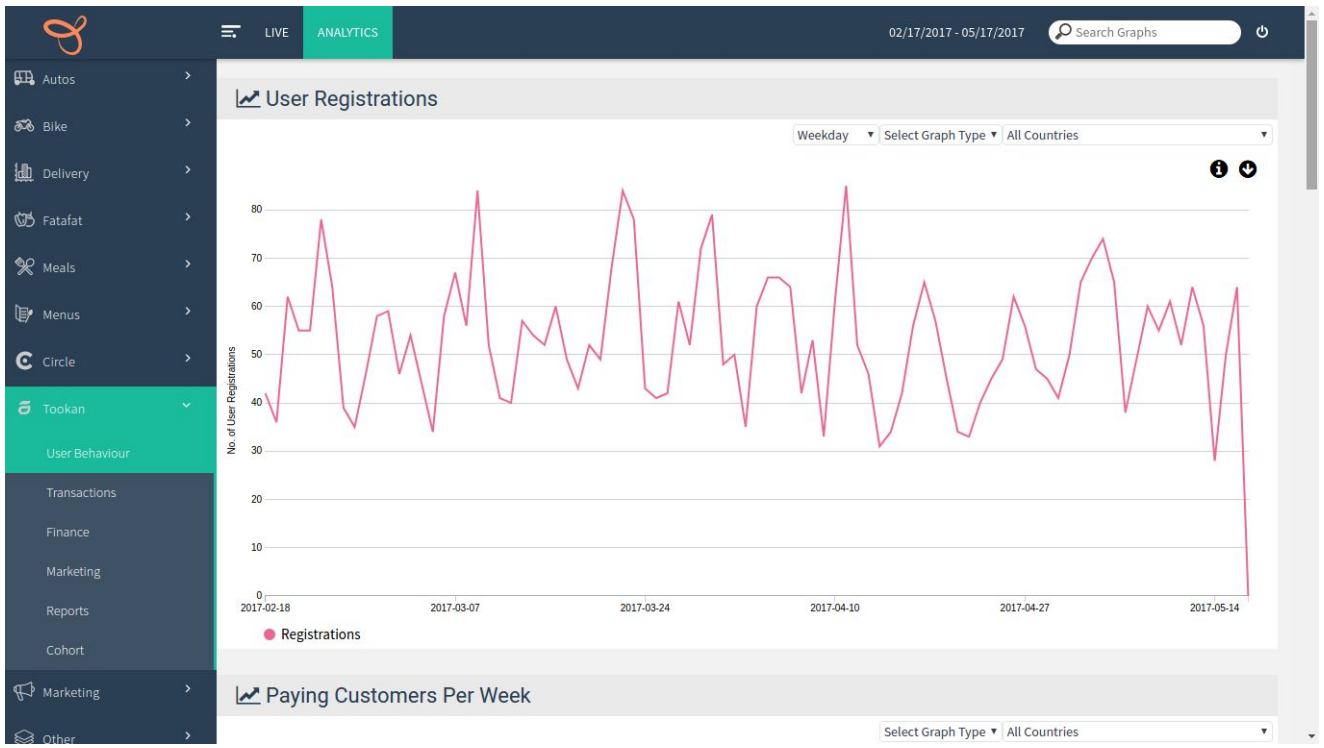 LIVE
ANALYTICS
02/17/2017 - 05/17/2017
Search Graphs
Autos
Bike
Delivery
Fatafat
Meals
Menus
Circle
Tookan
User Behaviour
Transactions
Finance
Marketing
Reports
Cohort
Marketing
Other
User Registrations
Weekday
Select Graph Type
All Countries
No. of User Registrations
80
70
60
50
40
30
20
10
0
2017-02-18
2017-03-07
2017-03-24
2017-04-10
2017-04-27
2017-05-14
Registrations
Paying Customers Per Week
Select Graph Type
All Countries